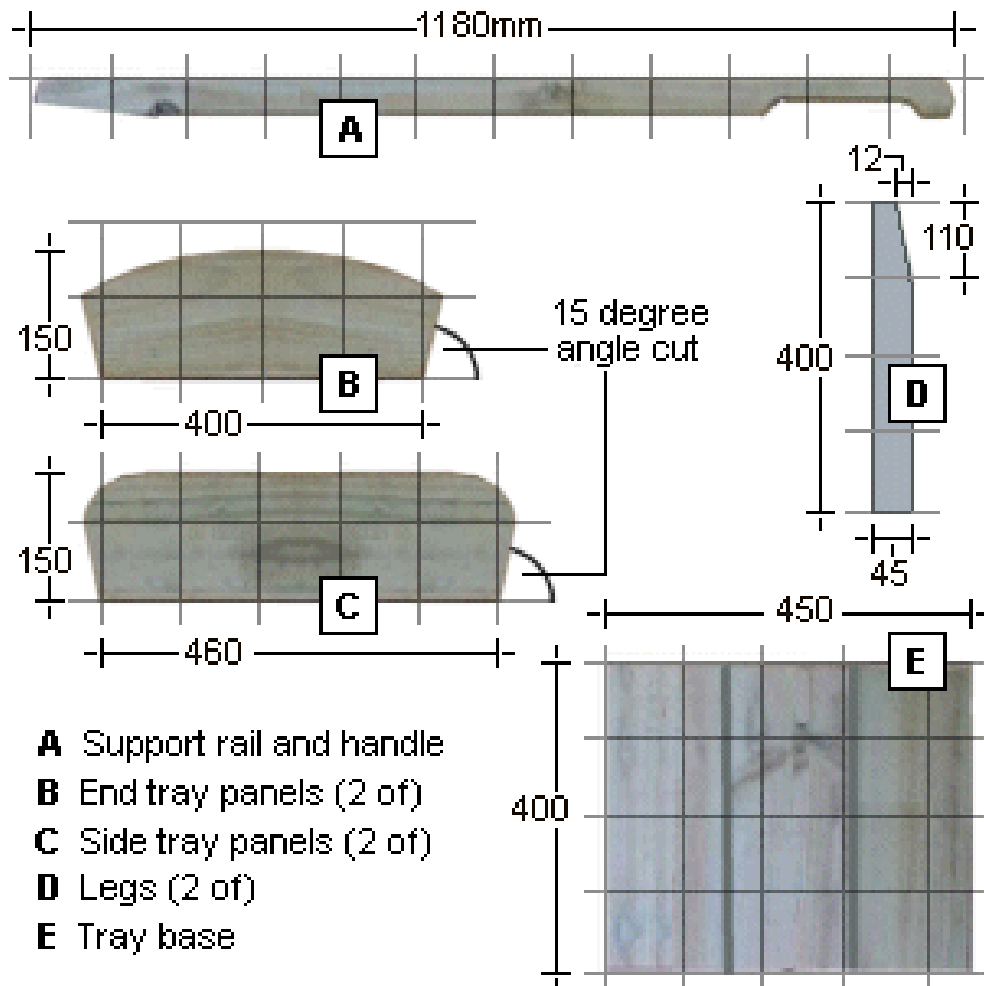 1180mm
A
12
110
400
D
45
150
B
400
15 degree
angle cut
150
C
460
450
E
400
A Support rail and handle
B End tray panels (2 of)
C Side tray panels (2 of)
D Legs (2 of)
E Tray base